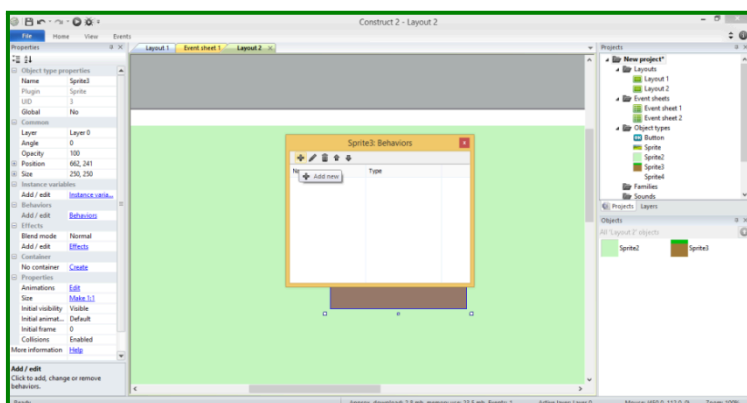 Construct 2 - Layout 2
File Home View Events
Properties
Layout 1 Event sheet 1 Layout 2
Projects
Object type properties
Name Sprite3
Plugin Sprite
UID 3
Global No
Common
Layer Layer 0
Angle 0
Opacity 100
Position 662, 241
Size 250, 250
Instance variables
Add / edit Instance varia...
Behaviors
Add / edit Behaviors
Effects
Blend mode Normal
Add / edit Effects
Container
No container Create
Properties
Animations Edit
Size Make 1:1
Initial visibility Visible
Initial animat... Default
Initial frame 0
Collisions Enabled
More information Help
Add / edit
Click to add, change or remove
behaviors.
Sprite3: Behaviors
Type
Add new
New project*
Layouts
Layout 1
Layout 2
Event sheets
Event sheet 1
Event sheet 2
Object types
Button
Sprite
Sprite2
Sprite3
Sprite4
Families
Sounds
Projects Layers
Objects
All 'Layout 2' objects
Sprite2 Sprite3